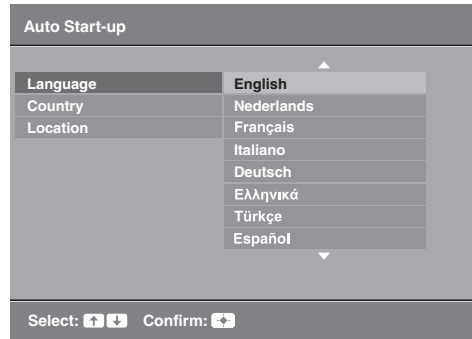 Auto Start-up
Language
English
Country
Nederlands
Location
Français
Italiano
Deutsch
Ελληνικά
Türkçe
Español
Select: Confirm: